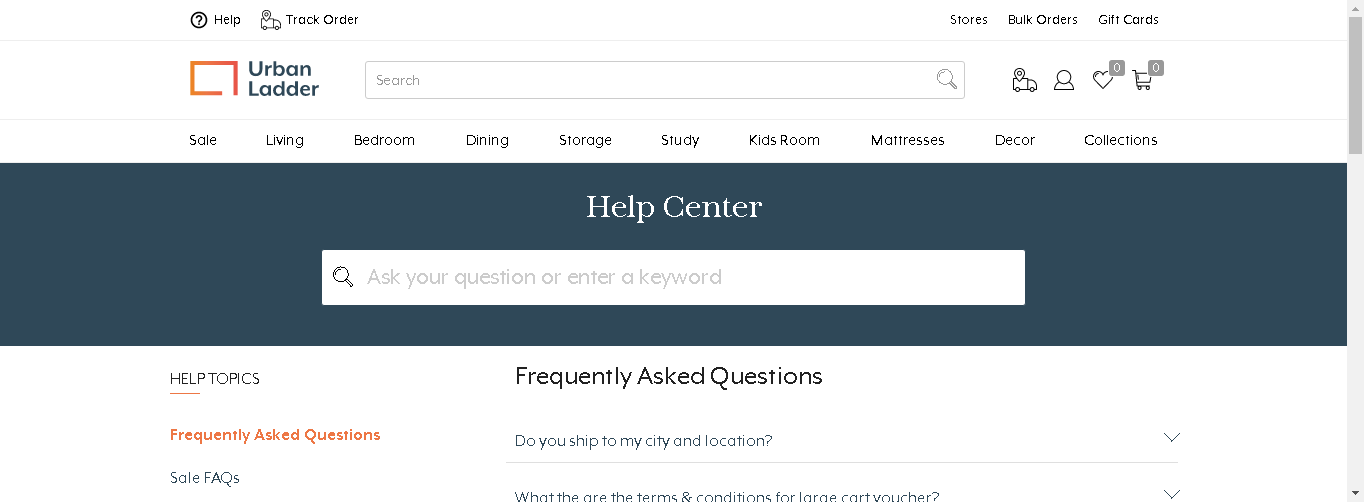 Help Track Order Stores Bulk Orders Gift Cards
Urban
Ladder
Search
0 0
Sale Living Bedroom Dining Storage Study Kids Room Mattresses Decor Collections
Help Center
Ask your question or enter a keyword
HELP TOPICS
Frequently Asked Questions
Frequently Asked Questions
Do you ship to my city and location?
Sale FAQs
What the are the terms & conditions for large cart voucher?